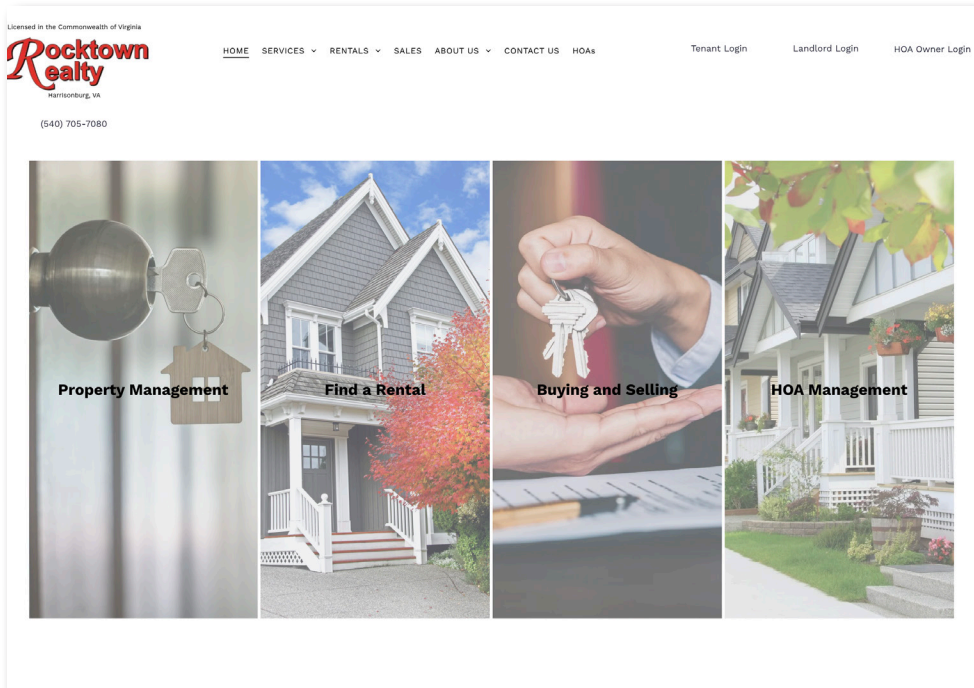 Licensed in the Commonwealth of Virginia
Rocktown
Realty
Harrisonburg, VA
(540) 705-7080
HOME SERVICES RENTALS SALES ABOUT US CONTACT US HOAs
Tenant Login Landlord Login HOA Owner Login
Property Management
Find a Rental
Buying and Selling
HOA Management